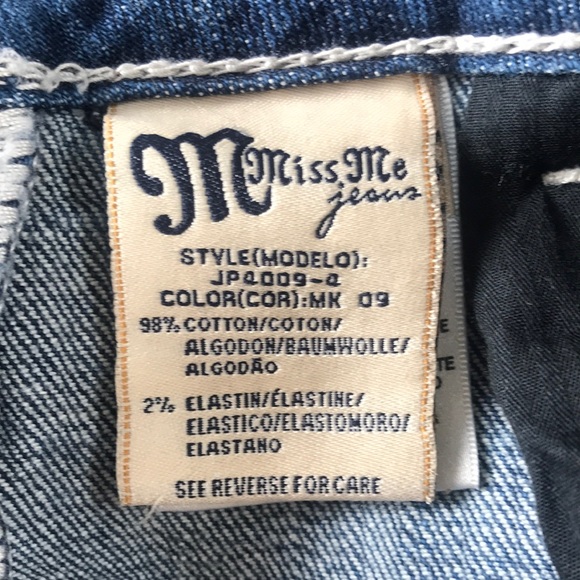 M Miss Me
jeans
STYLE(MODELO):
JP4009-4
COLOR(COR):MK 09
98% COTTON/COTON/
ALGODON/BAUMWOLLE/
ALGODÃO
2% ELASTIN/ÉLASTINE/
ELASTICO/ELASTOMORO/
ELASTANO
SEE REVERSE FOR CARE